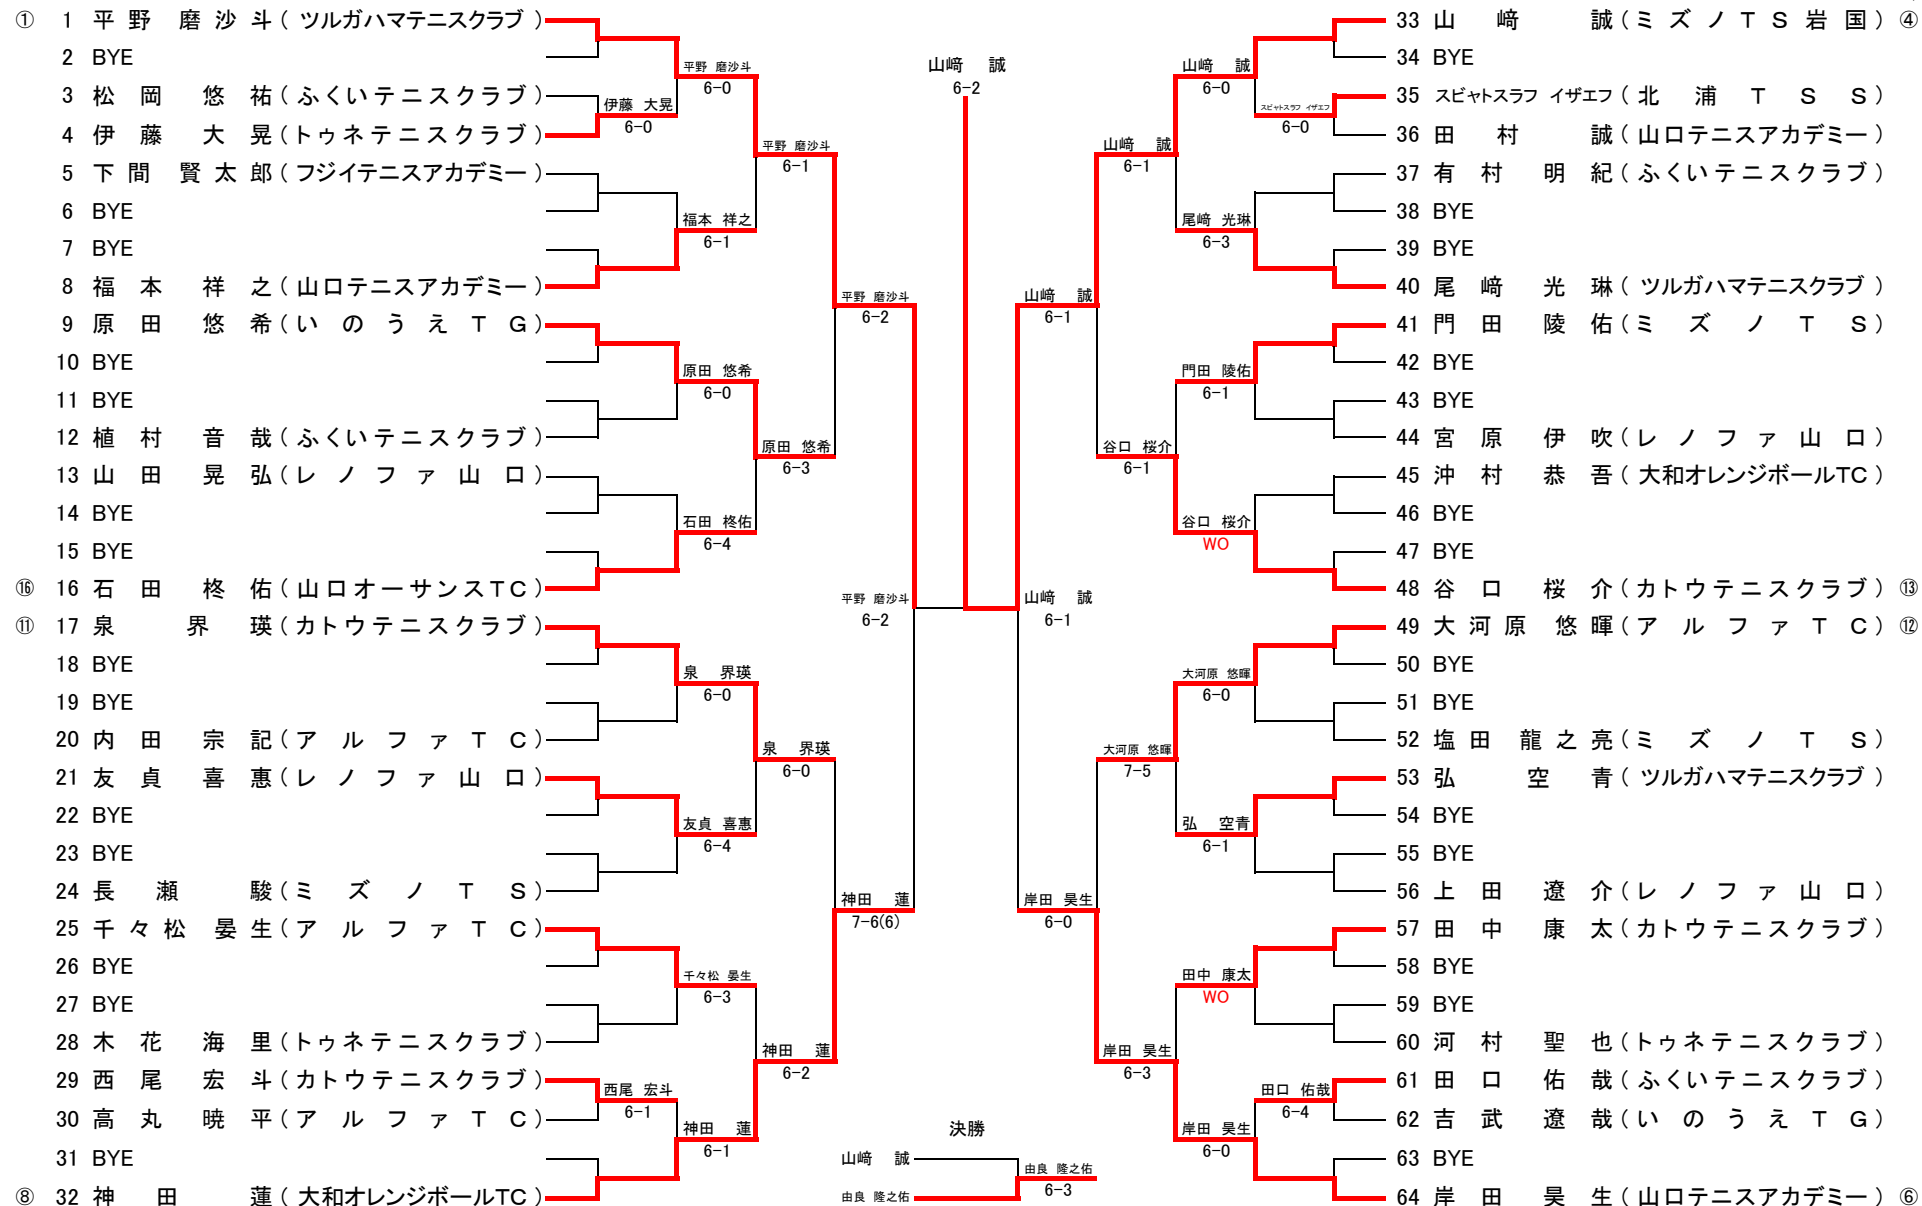 ① 1 平野 磨沙斗 ( ツルガハマテニスクラブ )
2 BYE
3 松岡 悠祐 ( ふくいテニスクラブ )
4 伊藤 大晃 ( トゥネテニスクラブ )
5 下間 賢太郎 ( フジイテニスアカデミー )
6 BYE
7 BYE
8 福本 祥之 ( 山口テニスアカデミー )
9 原田 悠希 ( いのうえTG )
10 BYE
11 BYE
12 植村 音哉 ( ふくいテニスクラブ )
13 山田 晃弘 ( レノファ山口 )
14 BYE
15 BYE
⑯ 16 石田 柊佑 ( 山口オーサンスTC )
⑪ 17 泉 界瑛 ( カトウテニスクラブ )
18 BYE
19 BYE
20 内田 宗記 ( アルファTC )
21 友貞 喜惠 ( レノファ山口 )
22 BYE
23 BYE
24 長瀬 駿 ( ミズノTS )
25 千々松 晏生 ( アルファTC )
26 BYE
27 BYE
28 木花 海里 ( トゥネテニスクラブ )
29 西尾 宏斗 ( カトウテニスクラブ )
30 高丸 暁平 ( アルファTC )
31 BYE
⑧ 32 神田 蓮 ( 大和オレンジボールTC )
伊藤 大晃
6-0
西尾 宏斗
6-1
平野 磨沙斗
6-0
福本 祥之
6-1
原田 悠希
6-0
石田 柊佑
6-4
泉 界瑛
6-0
友貞 喜惠
6-4
千々松 晏生
6-3
神田 蓮
6-1
平野 磨沙斗
6-1
原田 悠希
6-3
泉 界瑛
6-0
神田 蓮
6-2
平野 磨沙斗
6-2
神田 蓮
7-6(6)
平野 磨沙斗
6-2
山﨑 誠
6-2
山﨑 誠
6-1
山﨑 誠
6-1
岸田 昊生
6-0
山﨑 誠
6-1
谷口 桜介
6-1
大河原 悠暉
7-5
岸田 昊生
6-3
山﨑 誠
6-0
尾﨑 光琳
6-3
門田 陵佑
6-1
谷口 桜介
WO
大河原 悠暉
6-0
弘 空青
6-1
田中 康太
WO
岸田 昊生
6-0
スビャトスラフ イザエフ
6-0
田口 佑哉
6-4
33 山﨑 誠 ( ミズノTS岩国 ) ④
34 BYE
35 スビャトスラフ イザエフ ( 北浦TSS )
36 田村 誠 ( 山口テニスアカデミー )
37 有村 明紀 ( ふくいテニスクラブ )
38 BYE
39 BYE
40 尾﨑 光琳 ( ツルガハマテニスクラブ )
41 門田 陵佑 ( ミズノTS )
42 BYE
43 BYE
44 宮原 伊吹 ( レノファ山口 )
45 沖村 恭吾 ( 大和オレンジボールTC )
46 BYE
47 BYE
48 谷口 桜介 ( カトウテニスクラブ ) ⑬
49 大河原 悠暉 ( アルファTC ) ⑫
50 BYE
51 BYE
52 塩田 龍之亮 ( ミズノTS )
53 弘 空青 ( ツルガハマテニスクラブ )
54 BYE
55 BYE
56 上田 遼介 ( レノファ山口 )
57 田中 康太 ( カトウテニスクラブ )
58 BYE
59 BYE
60 河村 聖也 ( トゥネテニスクラブ )
61 田口 佑哉 ( ふくいテニスクラブ )
62 吉武 遼哉 ( いのうえTG )
63 BYE
64 岸田 昊生 ( 山口テニスアカデミー ) ⑥
決勝
山﨑 誠
由良 隆之佑
由良 隆之佑
6-3